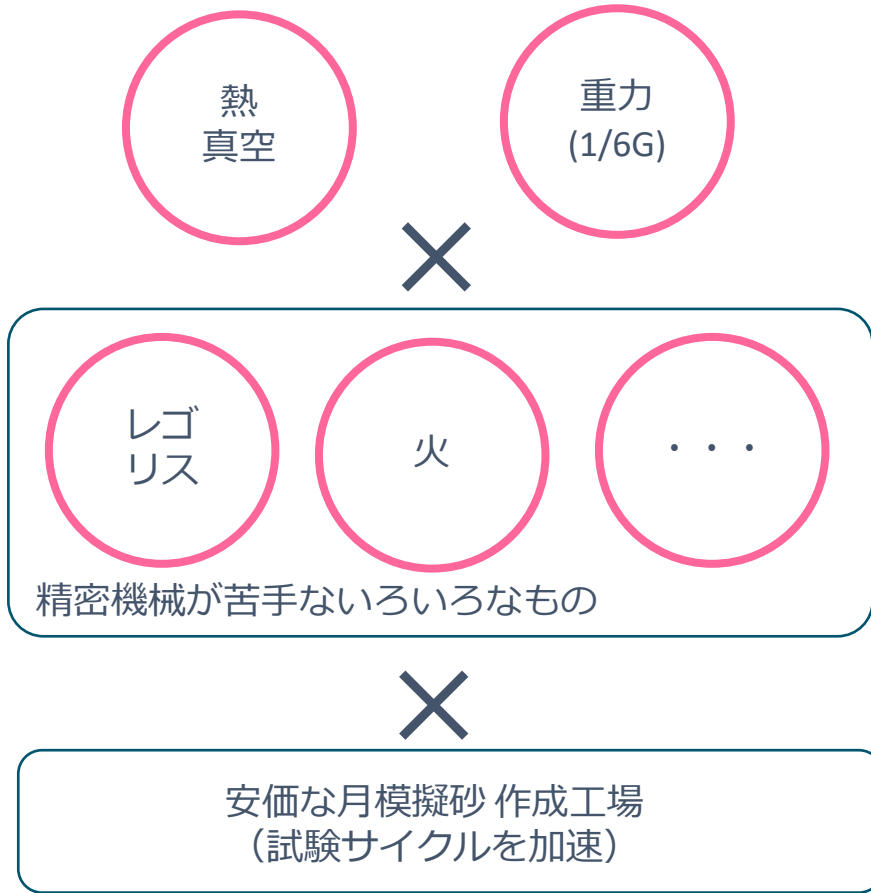 熱
真空
重力
(1/6G)
×
レゴ
リス
火
・・・
精密機械が苦手ないろいろなもの
×
安価な月模擬砂 作成工場
（試験サイクルを加速）